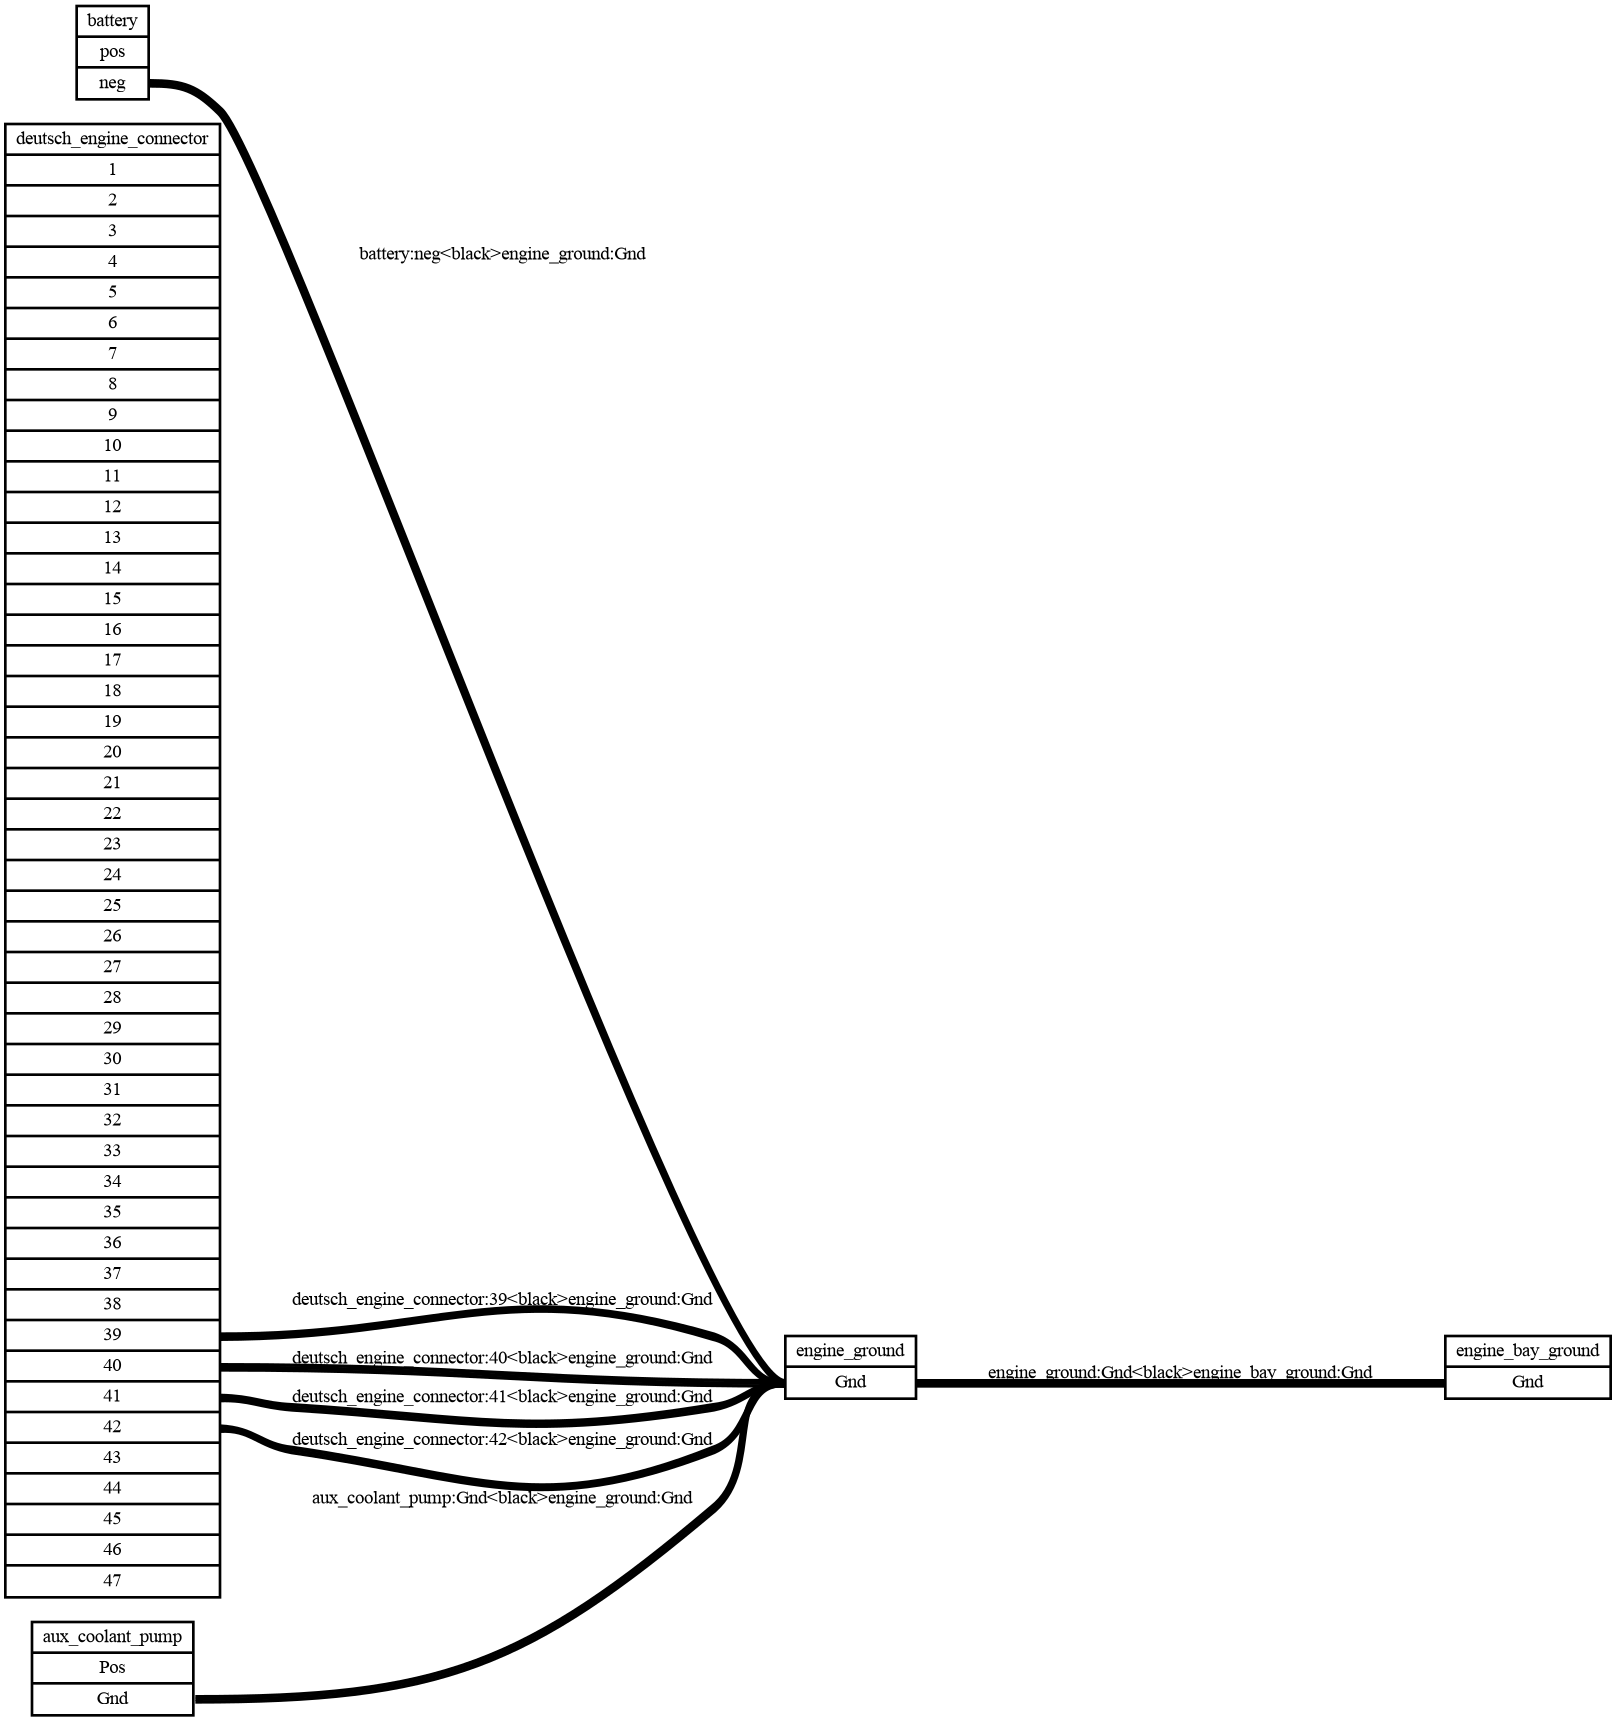 battery
pos
neg
deutsch_engine_connector
1
2
3
4
5
6
7
8
9
10
11
12
13
14
15
16
17
18
19
20
21
22
23
24
25
26
27
28
29
30
31
32
33
34
35
36
37
38
39
40
41
42
43
44
45
46
47
aux_coolant_pump
Pos
Gnd
battery:neg<black>engine_ground:Gnd
deutsch_engine_connector:39<black>engine_ground:Gnd
deutsch_engine_connector:40<black>engine_ground:Gnd
deutsch_engine_connector:41<black>engine_ground:Gnd
deutsch_engine_connector:42<black>engine_ground:Gnd
aux_coolant_pump:Gnd<black>engine_ground:Gnd
engine_ground
Gnd
engine_ground:Gnd<black>engine_bay_ground:Gnd
engine_bay_ground
Gnd